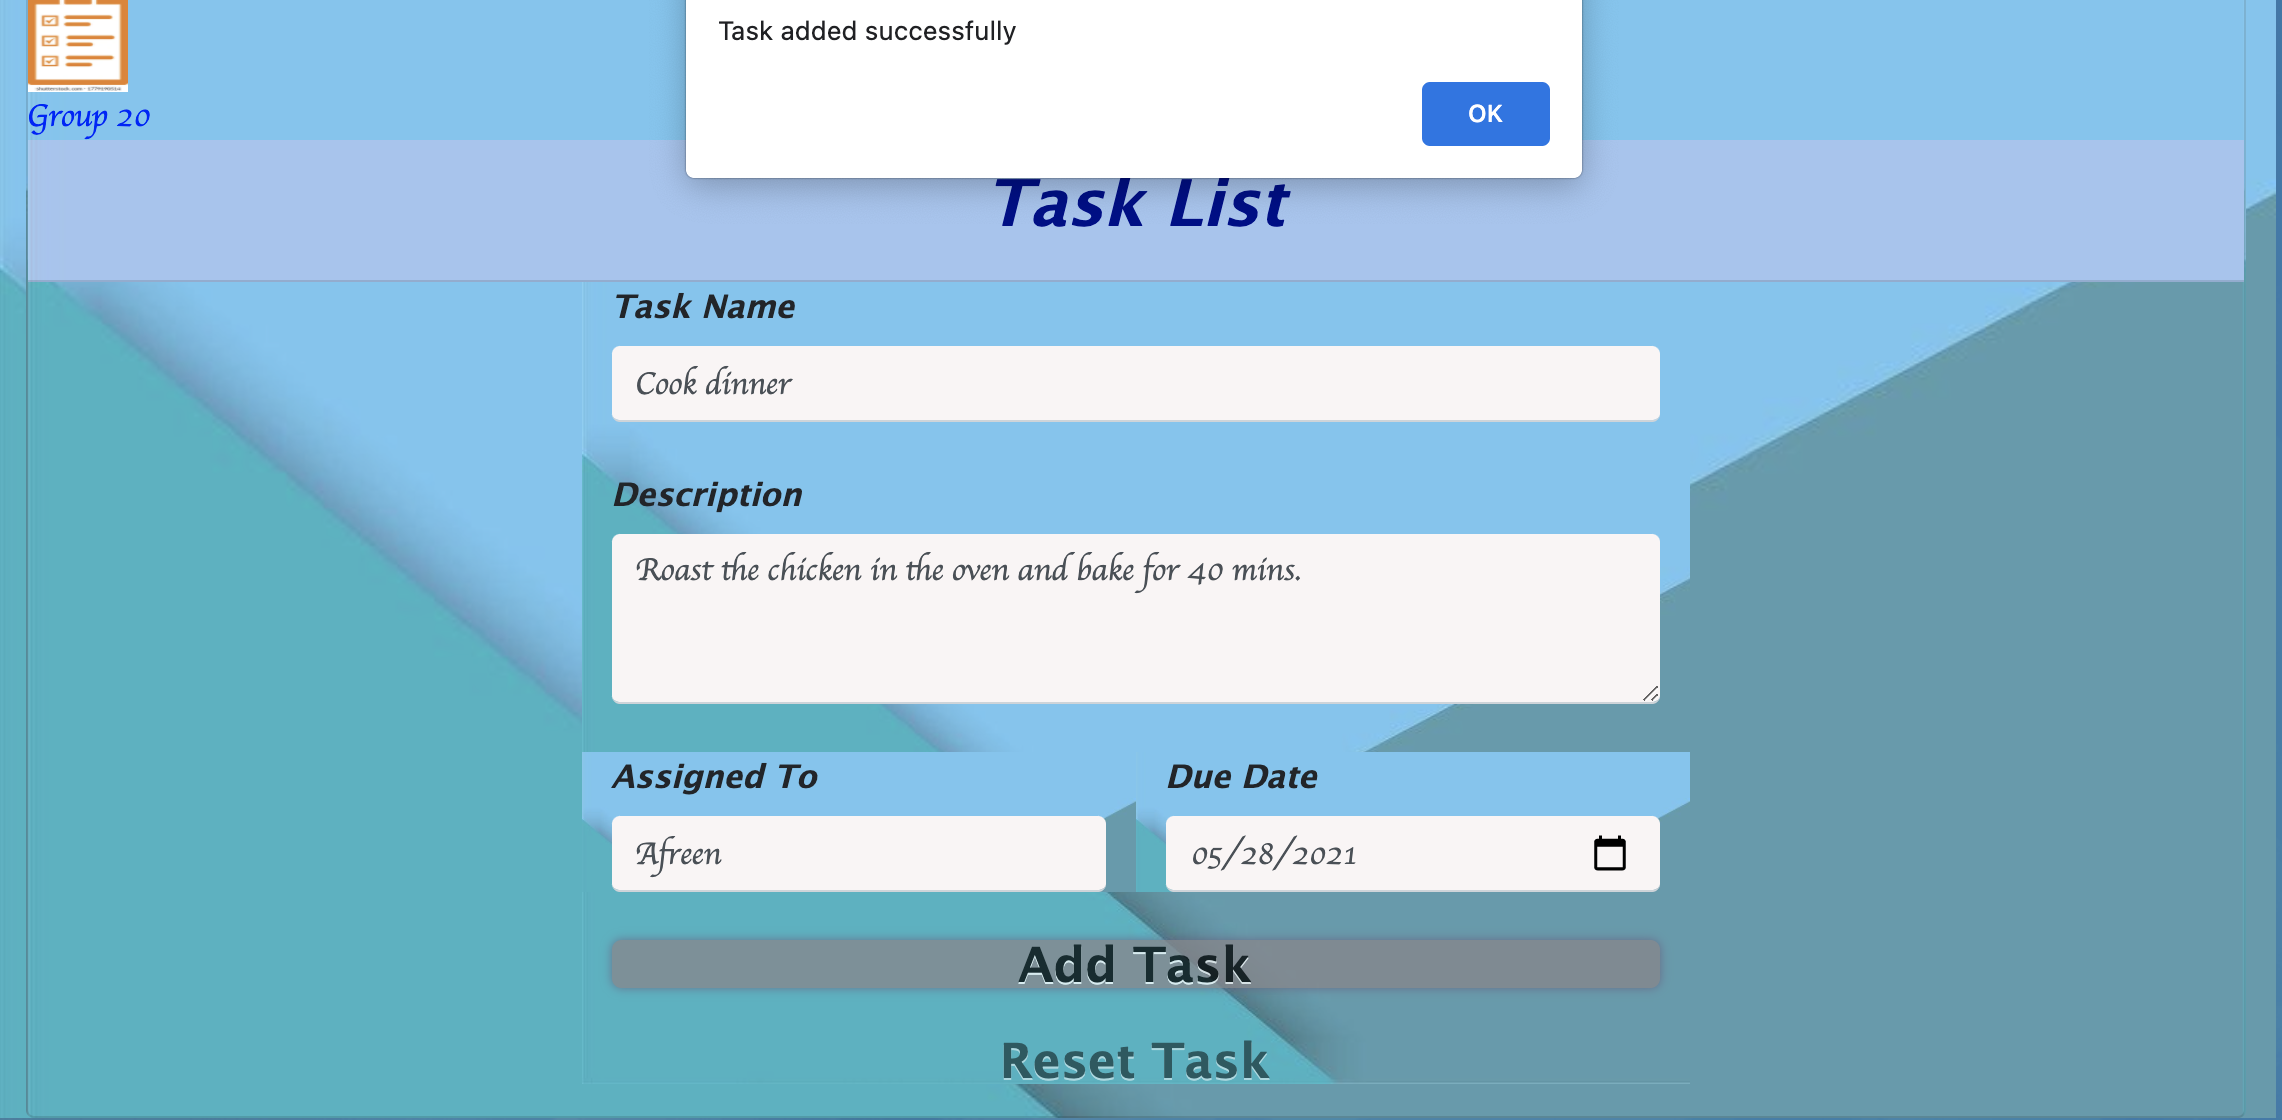 Task added successfully
OK
Group 20
Task List
Task Name
Cook dinner
Description
Roast the chicken in the oven and bake for 40 mins.
Assigned To
Due Date
Afreen
05/28/2021
Add Task
Reset Task